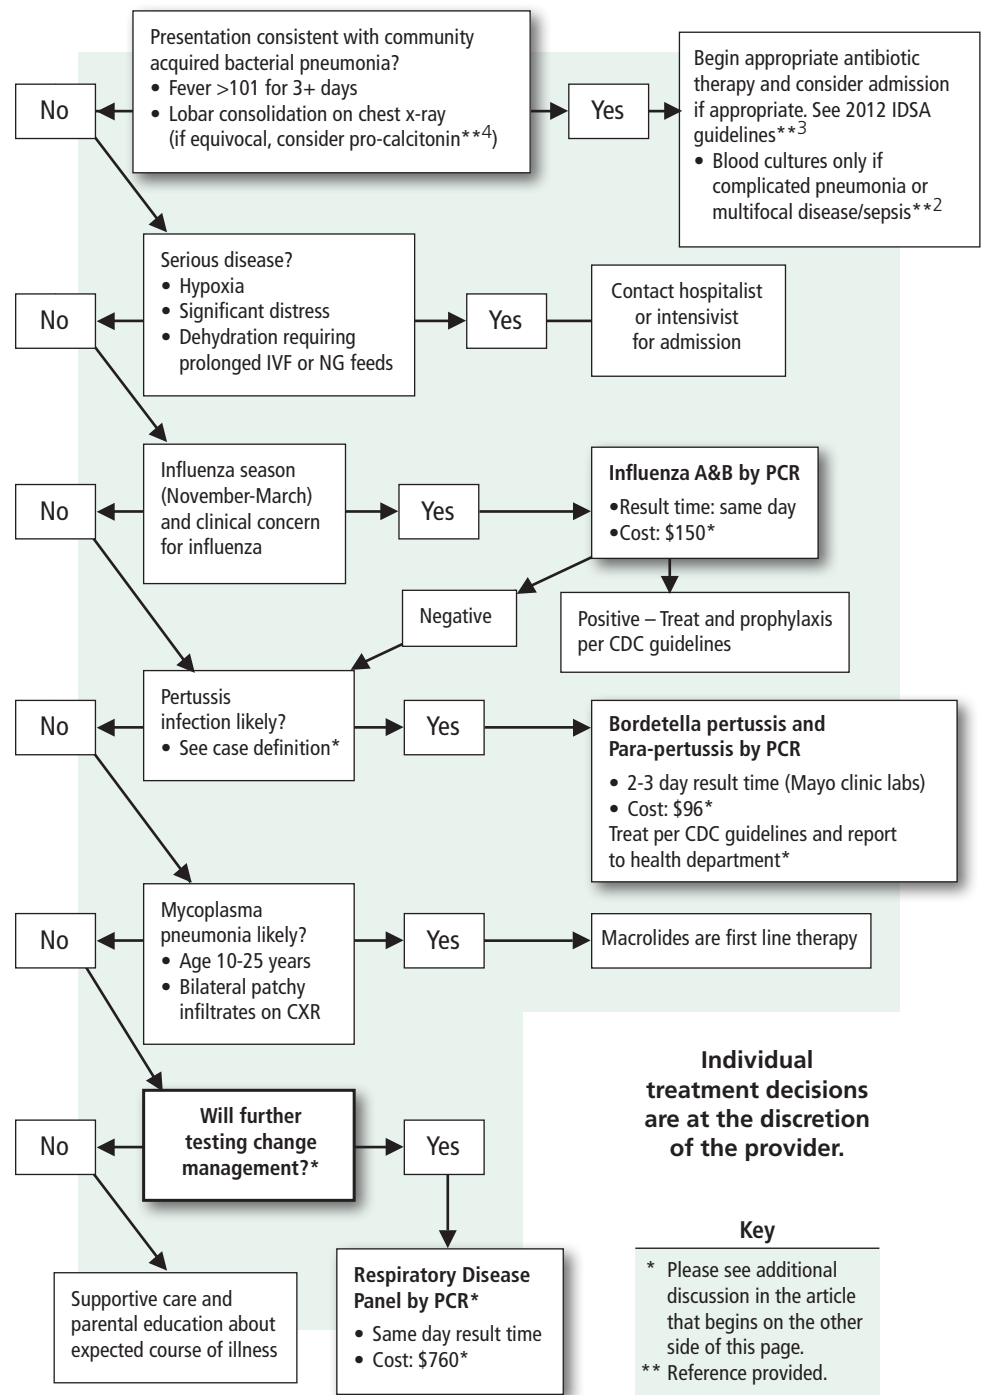 Presentation consistent with community
acquired bacterial pneumonia?
• Fever >101 for 3+ days
• Lobar consolidation on chest x-ray
(if equivocal, consider pro-calcitonin**4)
No
Yes
Begin appropriate antibiotic
therapy and consider admission
if appropriate. See 2012 IDSA
guidelines**3
• Blood cultures only if
complicated pneumonia or
multifocal disease/sepsis**2
Serious disease?
• Hypoxia
• Significant distress
• Dehydration requiring
prolonged IVF or NG feeds
No
Yes
Contact hospitalist
or intensivist
for admission
Influenza season
(November-March)
and clinical concern
for influenza
No
Yes
Influenza A&B by PCR
•Result time: same day
•Cost: $150*
Negative
Positive – Treat and prophylaxis
per CDC guidelines
Pertussis
infection likely?
• See case definition*
No
Yes
Bordetella pertussis and
Para-pertussis by PCR
• 2-3 day result time (Mayo clinic labs)
• Cost: $96*
Treat per CDC guidelines and report
to health department*
Mycoplasma
pneumonia likely?
• Age 10-25 years
• Bilateral patchy
infiltrates on CXR
No
Yes
Macrolides are first line therapy
Will further
testing change
management?*
No
Yes
Supportive care and
parental education about
expected course of illness
Respiratory Disease
Panel by PCR*
• Same day result time
• Cost: $760*
Individual
treatment decisions
are at the discretion
of the provider.
Key
* Please see additional
discussion in the article
that begins on the other
side of this page.
** Reference provided.